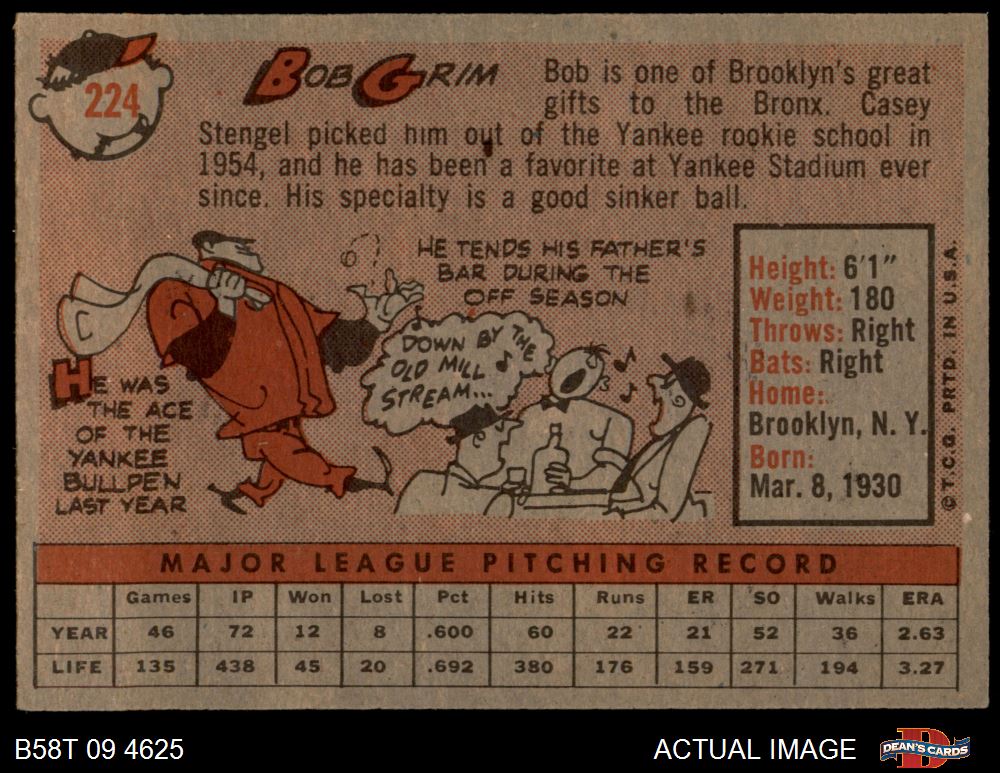 224
BOB GRIM
Bob is one of Brooklyn's great
gifts to the Bronx. Casey
Stengel picked him out of the Yankee rookie school in
1954, and he has been a favorite at Yankee Stadium ever
since. His specialty is a good sinker ball.
HE TENDS HIS FATHER'S
BAR DURING THE
OFF SEASON
DOWN BY THE
OLD MILL
STREAM...
HE WAS
THE ACE
OF THE
YANKEE
BULLPEN
LAST YEAR
Height: 6'1"
Weight: 180
Throws: Right
Bats: Right
Home:
Brooklyn, N. Y.
Born:
Mar. 8, 1930
©T.C.G. PRTD. IN U.S.A.
MAJOR LEAGUE PITCHING RECORD
Games IP Won Lost Pct Hits Runs ER SO Walks ERA
YEAR 46 72 12 8 .600 60 22 21 52 36 2.63
LIFE 135 438 45 20 .692 380 176 159 271 194 3.27
B58T 09 4625
ACTUAL IMAGE
DEAN'S CARDS